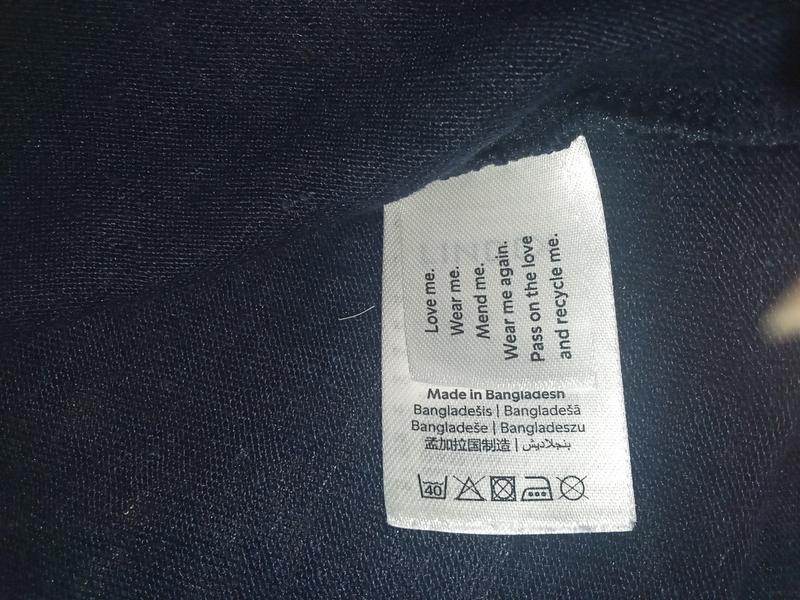 Love me.
Wear me.
Mend me.
Wear me again.
Pass on the love
and recycle me.
Made in Bangladesh
Bangladešis | Bangladešā
Bangladeše | Bangladeszu
孟加拉国制造 | بنجلاديش
40